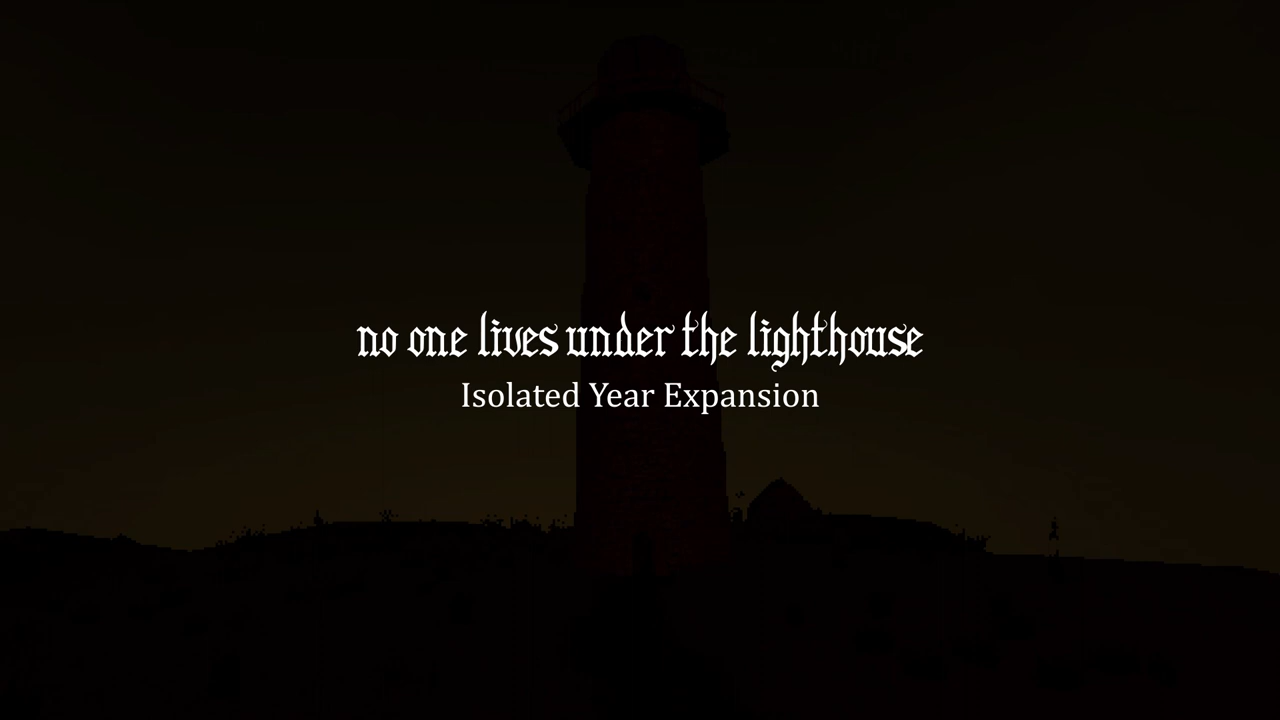 no one lives under the lighthouse
Isolated Year Expansion